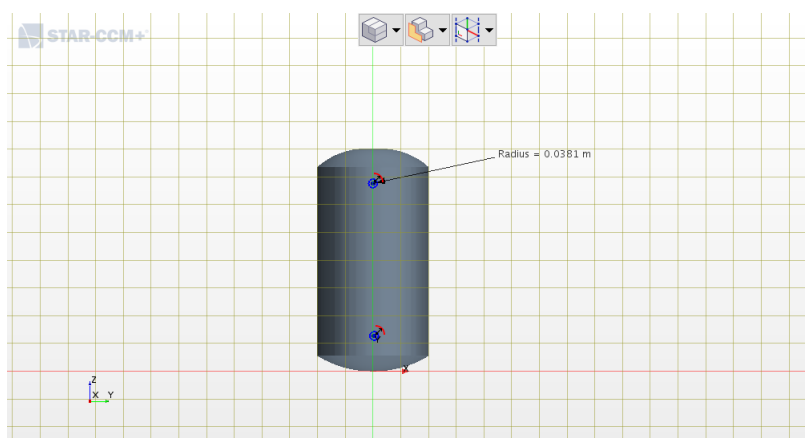 STAR-CCM+
Radius = 0.0381 m
X
Z
X Y